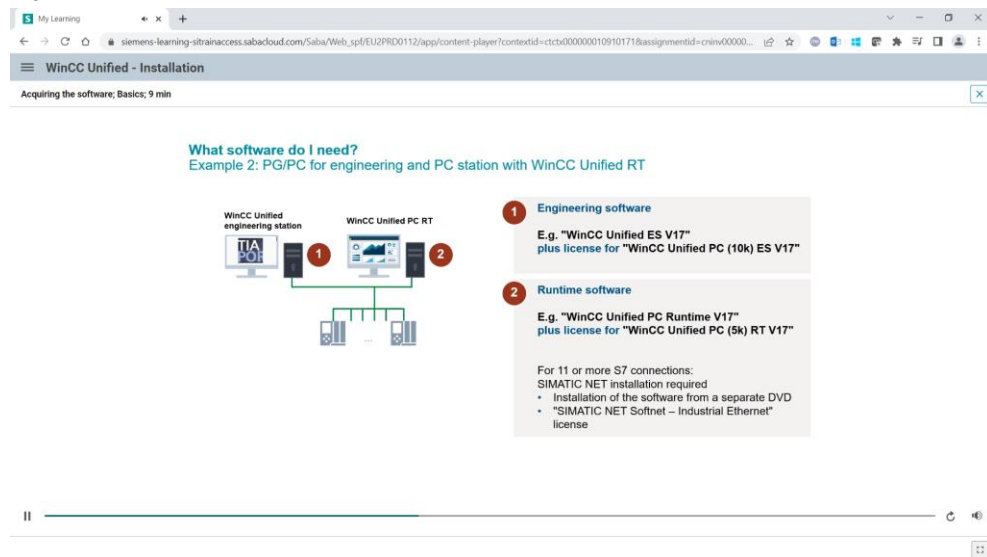 My Learning
siemens-learning-sitrainaccess.sabacloud.com/Saba/Web_spf/EU2PRD0112/app/content-player?contextid=ctctx000000010910171&assignmentid=cninv00000...
WinCC Unified - Installation
Acquiring the software; Basics; 9 min
What software do I need?
Example 2: PG/PC for engineering and PC station with WinCC Unified RT
WinCC Unified
engineering station
WinCC Unified PC RT
TIA
POR
1
2
...
1
Engineering software
E.g. "WinCC Unified ES V17"
plus license for "WinCC Unified PC (10k) ES V17"
2
Runtime software
E.g. "WinCC Unified PC Runtime V17"
plus license for "WinCC Unified PC (5k) RT V17"
For 11 or more S7 connections:
SIMATIC NET installation required
• Installation of the software from a separate DVD
• "SIMATIC NET Softnet – Industrial Ethernet"
license